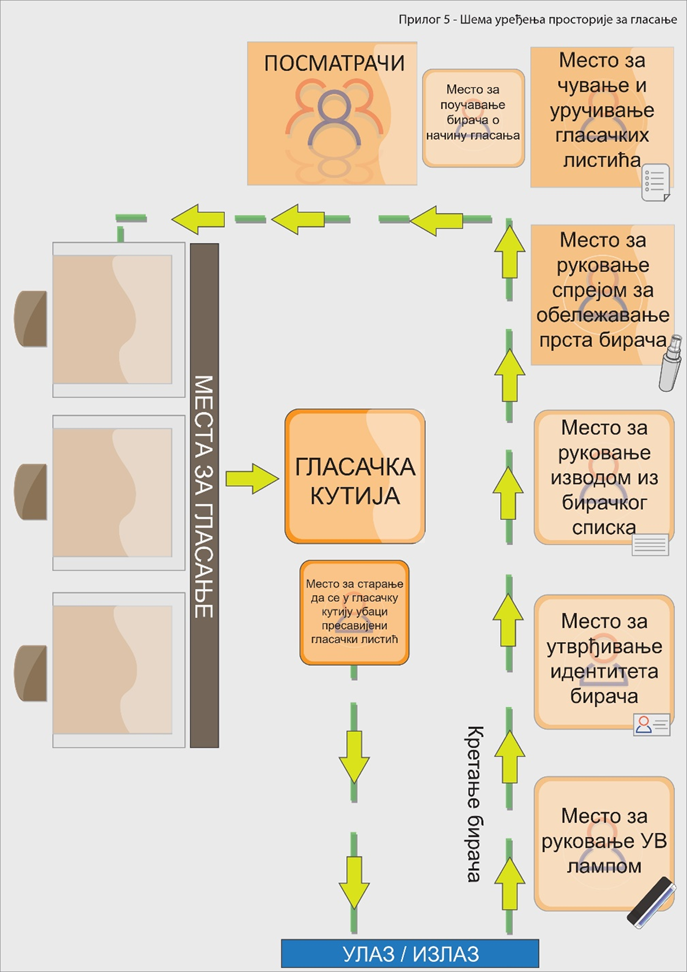 Прилог 5 - Шема уређења просторије за гласање
ПОСМАТРАЧИ
Место за
поучавање
бирача о
начину гласања
Место за
чување и
уручивање
гласачких
листића
Место за
руковање
спрејом за
обележавање
прста бирача
МЕСТА ЗА ГЛАСАЊЕ
ГЛАСАЧКА
КУТИЈА
Место за
руковање
изводом из
бирачког
списка
Место за старање
да се у гласачку
кутију убаци
пресавијени
гласачки листић
Место за
утврђивање
идентитета
бирача
Кретање бирача
Место за
руковање УВ
лампом
УЛАЗ / ИЗЛАЗ